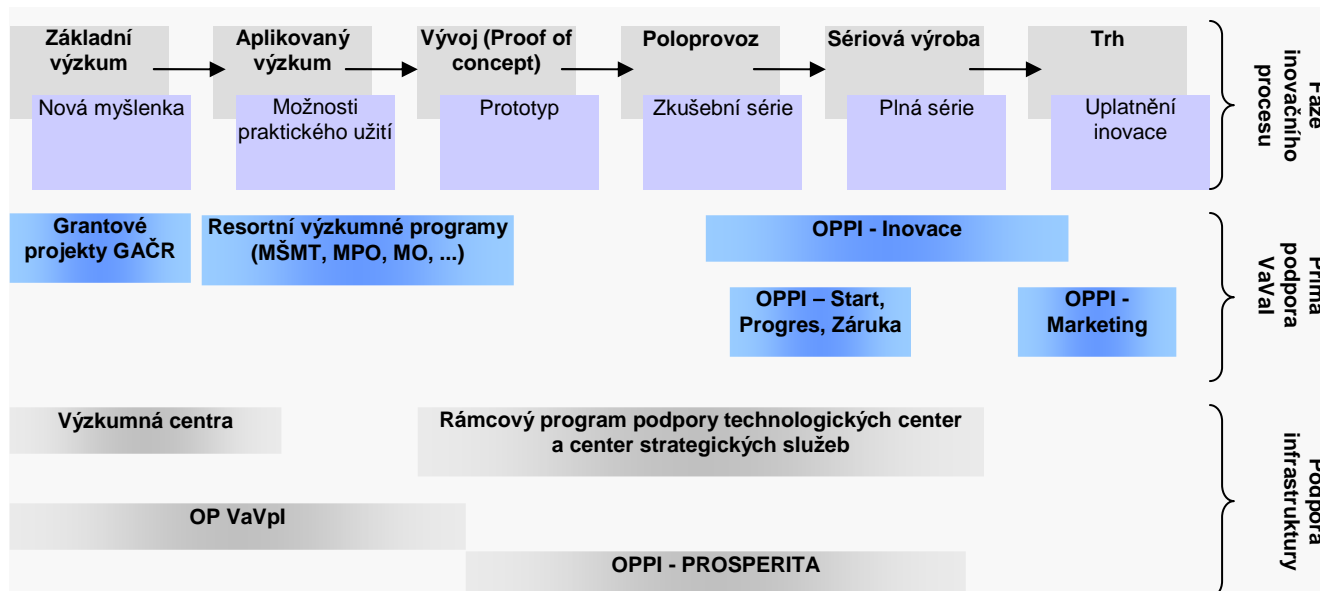 Základní
výzkum
Aplikovaný
výzkum
Vývoj (Proof of
concept)
Poloprovoz
Sériová výroba
Trh
Nová myšlenka
Možnosti
praktického užití
Prototyp
Zkušební série
Plná série
Uplatnění
inovace
Fáze
inovačního
procesu
Grantové
projekty GAČR
Resortní výzkumné programy
(MŠMT, MPO, MO, ...)
OPPI - Inovace
OPPI – Start,
Progres, Záruka
OPPI -
Marketing
Přímá
podpora
VaVaI
Výzkumná centra
Rámcový program podpory technologických center
a center strategických služeb
OP VaVpI
OPPI - PROSPERITA
Podpora
infrastruktury